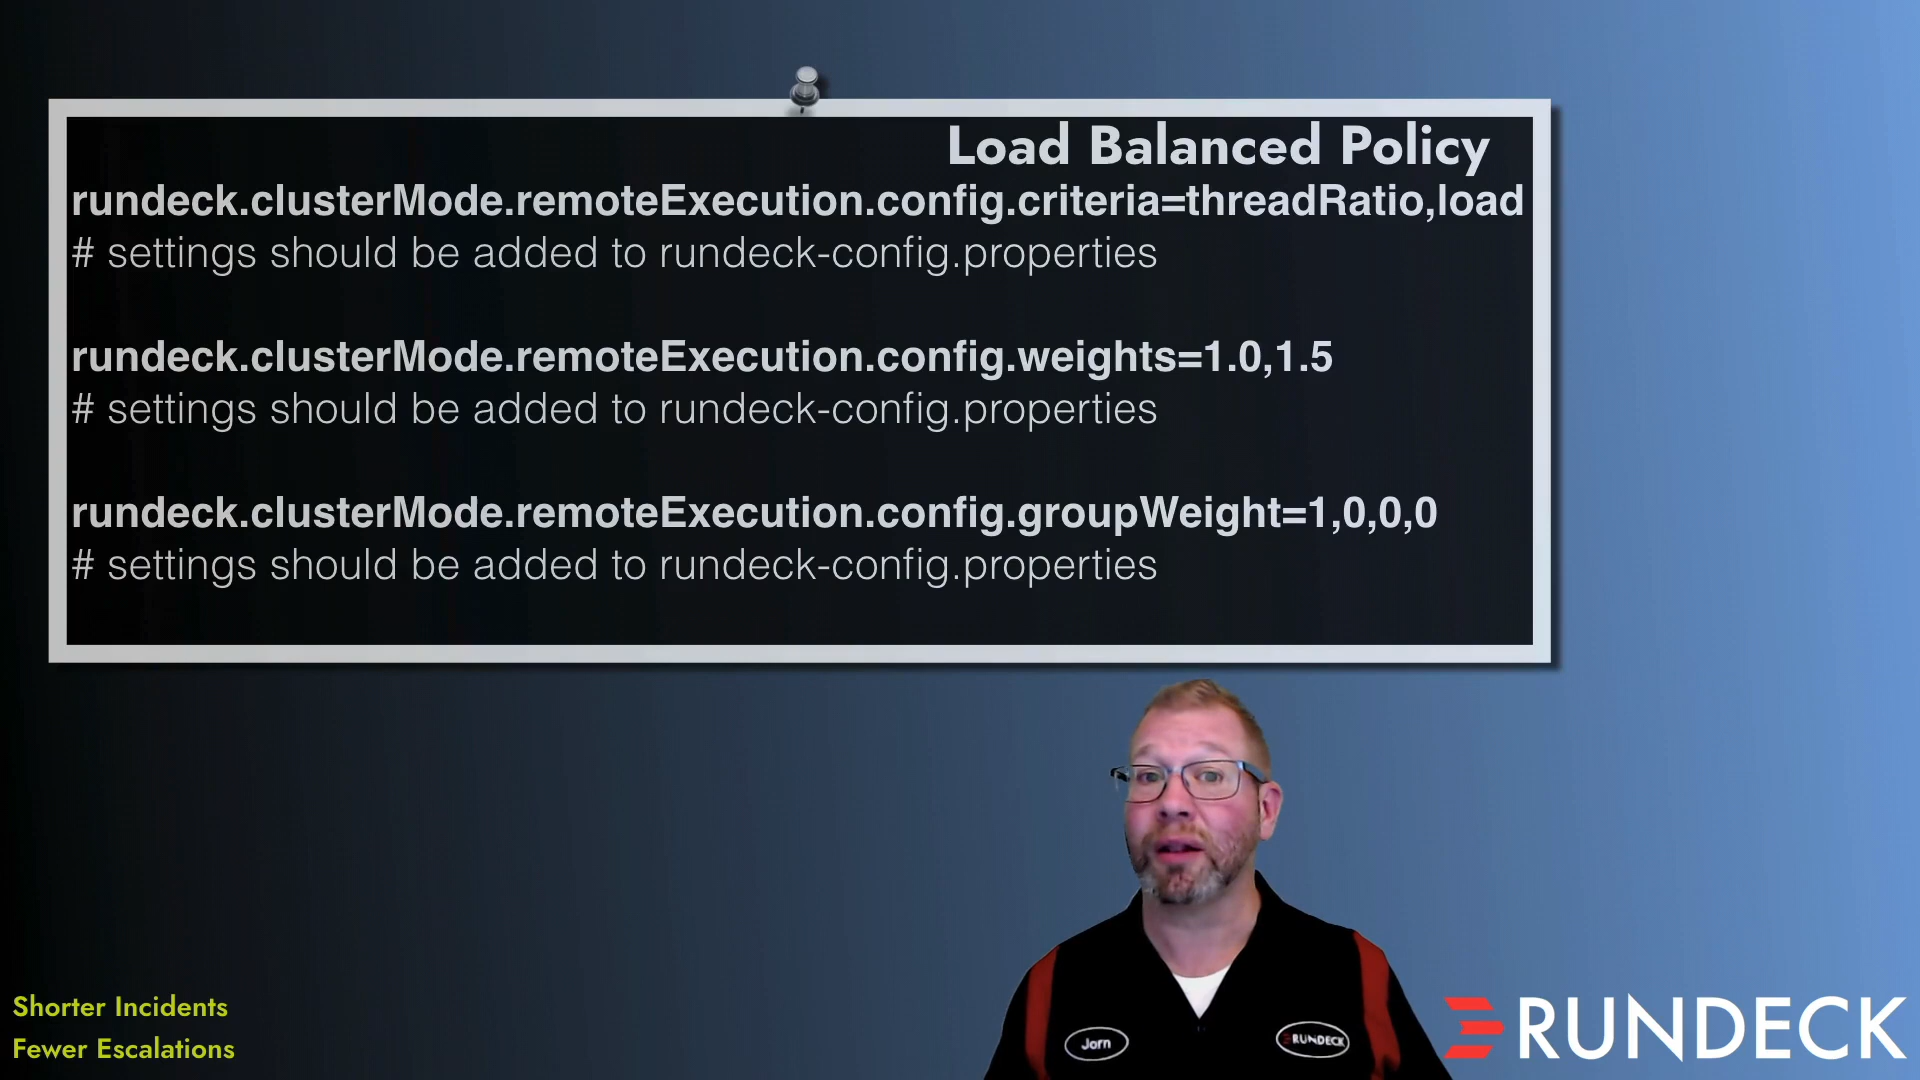 Load Balanced Policy
rundeck.clusterMode.remoteExecution.config.criteria=threadRatio,load
# settings should be added to rundeck-config.properties
rundeck.clusterMode.remoteExecution.config.weights=1.0,1.5
# settings should be added to rundeck-config.properties
rundeck.clusterMode.remoteExecution.config.groupWeight=1,0,0,0
# settings should be added to rundeck-config.properties
Shorter Incidents
Fewer Escalations
Jorn
RUNDECK
RUNDECK